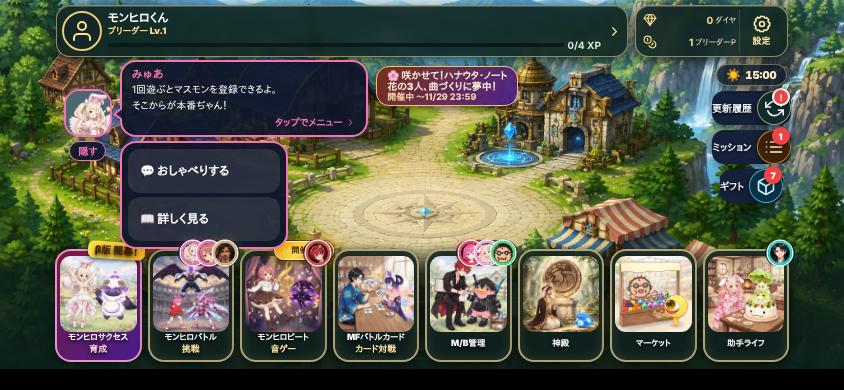 モンヒロくん
ブリーダーLv.1
0/4 XP
0 ダイヤ
1 ブリーダーP
設定
みゅあ
1回遊ぶとマスモンを登録できるよ。
そこからが本番ぢゃん!
タップでメニュー
隠す
🌸 咲かせて!ハナウタ・ノート
花の3人、曲づくりに夢中!
開催中 〜11/29 23:59
☀️ 15:00
更新履歴
!
ミッション
1
ギフト
7
💬 おしゃべりする
📖 詳しく見る
β版 開幕!
モンヒロサクセス
育成
モンヒロバトル
挑戦
開催
モンヒロビート
音ゲー
MFバトルカード
カード対戦
M/B管理
神殿
マーケット
助手ライフ